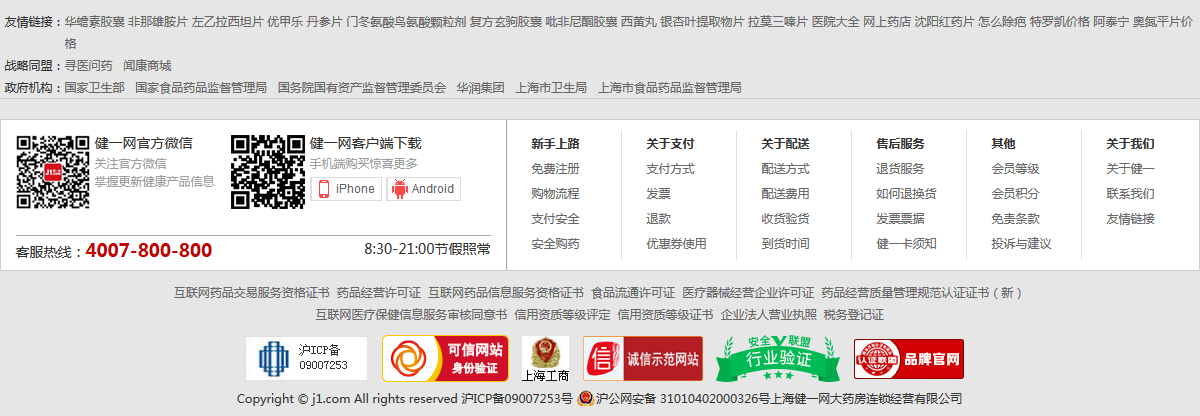 友情链接：华蟾素胶囊 非那雄胺片 左乙拉西坦片 优甲乐 丹参片 门冬氨酸鸟氨酸颗粒剂 复方玄驹胶囊 吡非尼酮胶囊 西黄丸 银杏叶提取物片 拉莫三嗪片 医院大全 网上药店 沈阳红药片 怎么除疤 特罗凯价格 阿泰宁 奥氮平片价
格
战略同盟：寻医问药 闻康商城
政府机构：国家卫生部 国家食品药品监督管理局 国务院国有资产监督管理委员会 华润集团 上海市卫生局 上海市食品药品监督管理局
健一网官方微信
关注官方微信
掌握更新健康产品信息
健一网客户端下载
手机端购买惊喜更多
iPhone Android
客服热线：4007-800-800 8:30-21:00节假照常
新手上路
免费注册
购物流程
支付安全
安全购药
关于支付
支付方式
发票
退款
优惠券使用
关于配送
配送方式
配送费用
收货验货
到货时间
售后服务
退货服务
如何退换货
发票票据
健一卡须知
其他
会员等级
会员积分
免责条款
投诉与建议
关于我们
关于健一
联系我们
友情链接
互联网药品交易服务资格证书 药品经营许可证 互联网药品信息服务资格证书 食品流通许可证 医疗器械经营企业许可证 药品经营质量管理规范认证证书（新）
互联网医疗保健信息服务审核同意书 信用资质等级评定 信用资质等级证书 企业法人营业执照 税务登记证
沪ICP备
09007253
可信网站
身份验证
上海工商
信 诚信示范网站
安全 联盟
行业验证
认证联盟 品牌官网
Copyright © j1.com All rights reserved 沪ICP备09007253号 沪公网安备 31010402000326号上海健一网大药房连锁经营有限公司